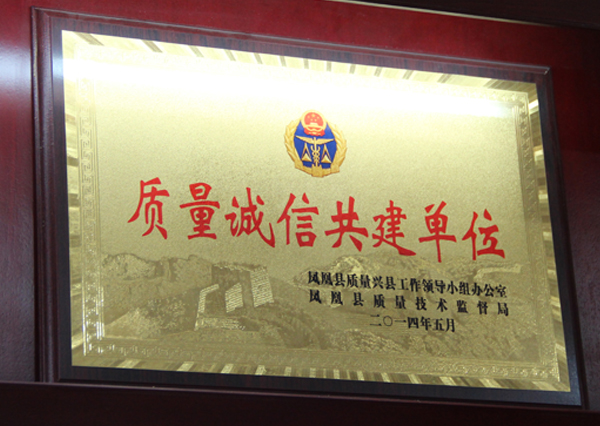 质量诚信共建单位
凤凰县质量兴县工作领导小组办公室
凤凰县质量技术监督局
二〇一四年五月